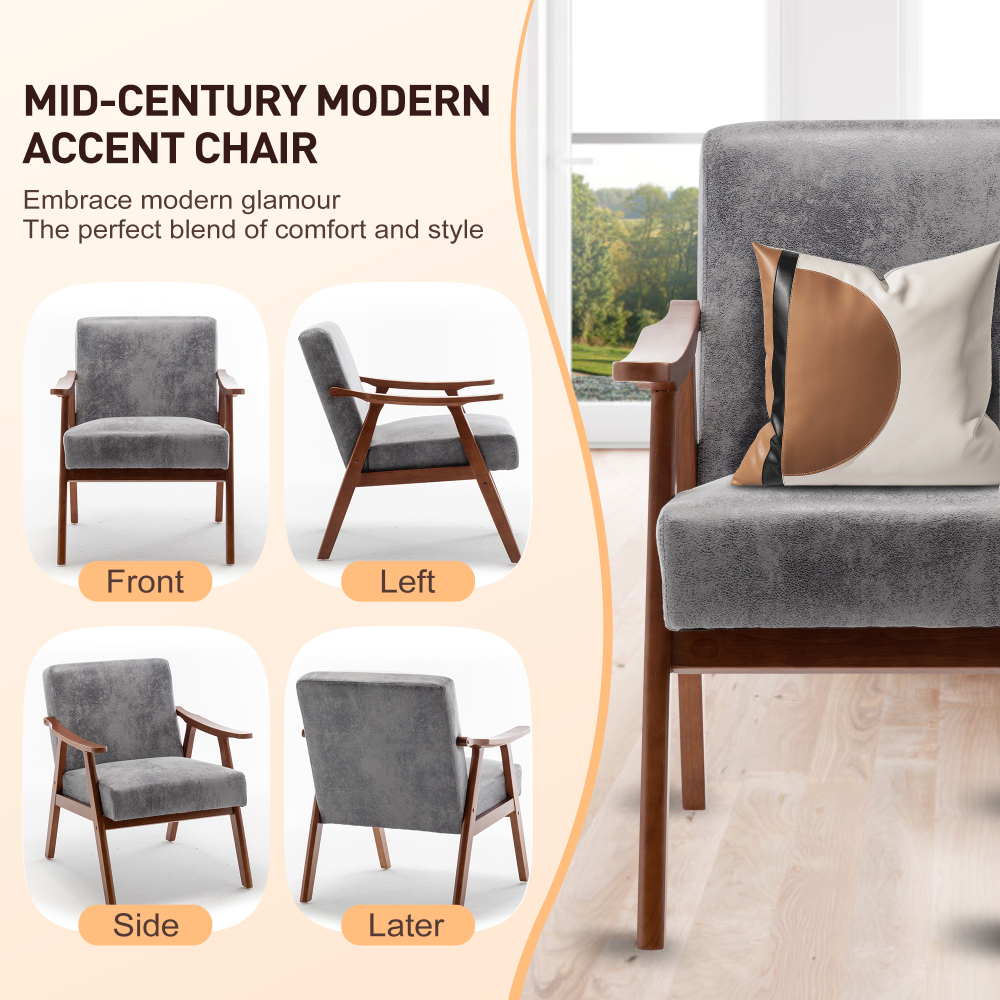 MID-CENTURY MODERN
ACCENT CHAIR
Embrace modern glamour
The perfect blend of comfort and style
Front
Left
Side
Later